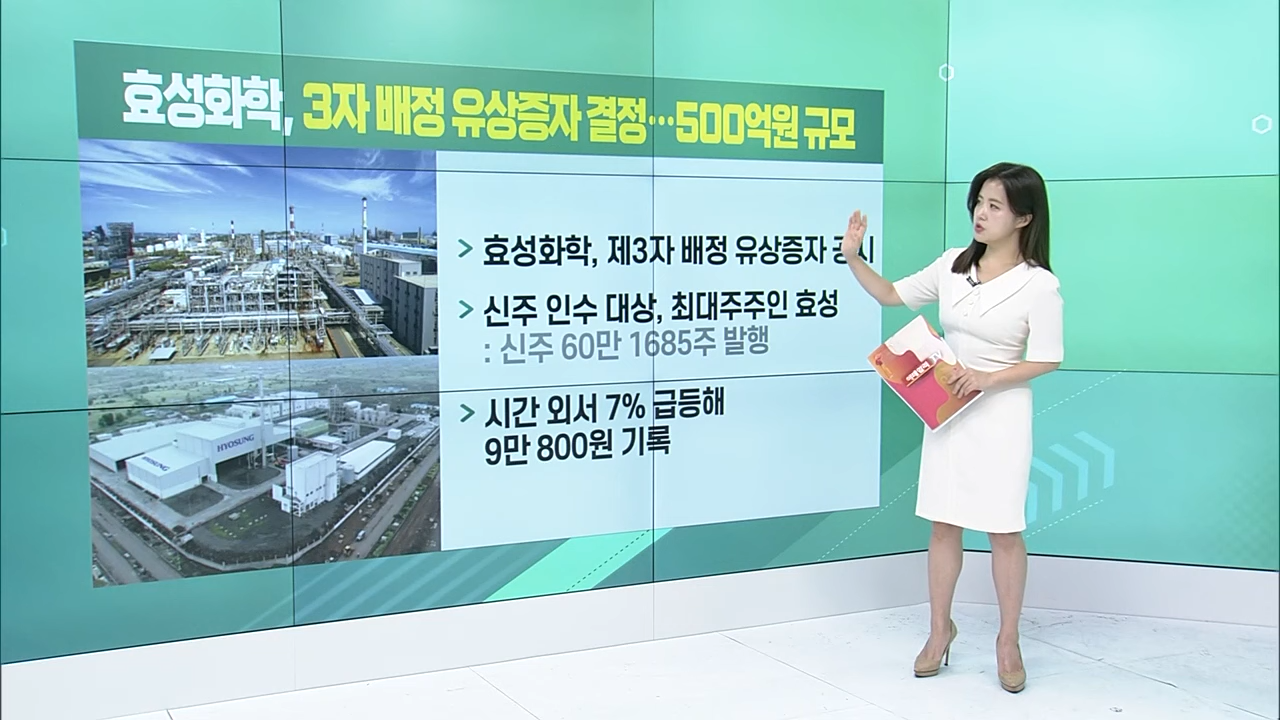 효성화학, 3자 배정 유상증자 결정…500억원 규모
> 효성화학, 제3자 배정 유상증자 공시
> 신주 인수 대상, 최대주주인 효성
: 신주 60만 1685주 발행
> 시간 외서 7% 급등해
9만 800원 기록
HYOSUNG
HYOSUNG